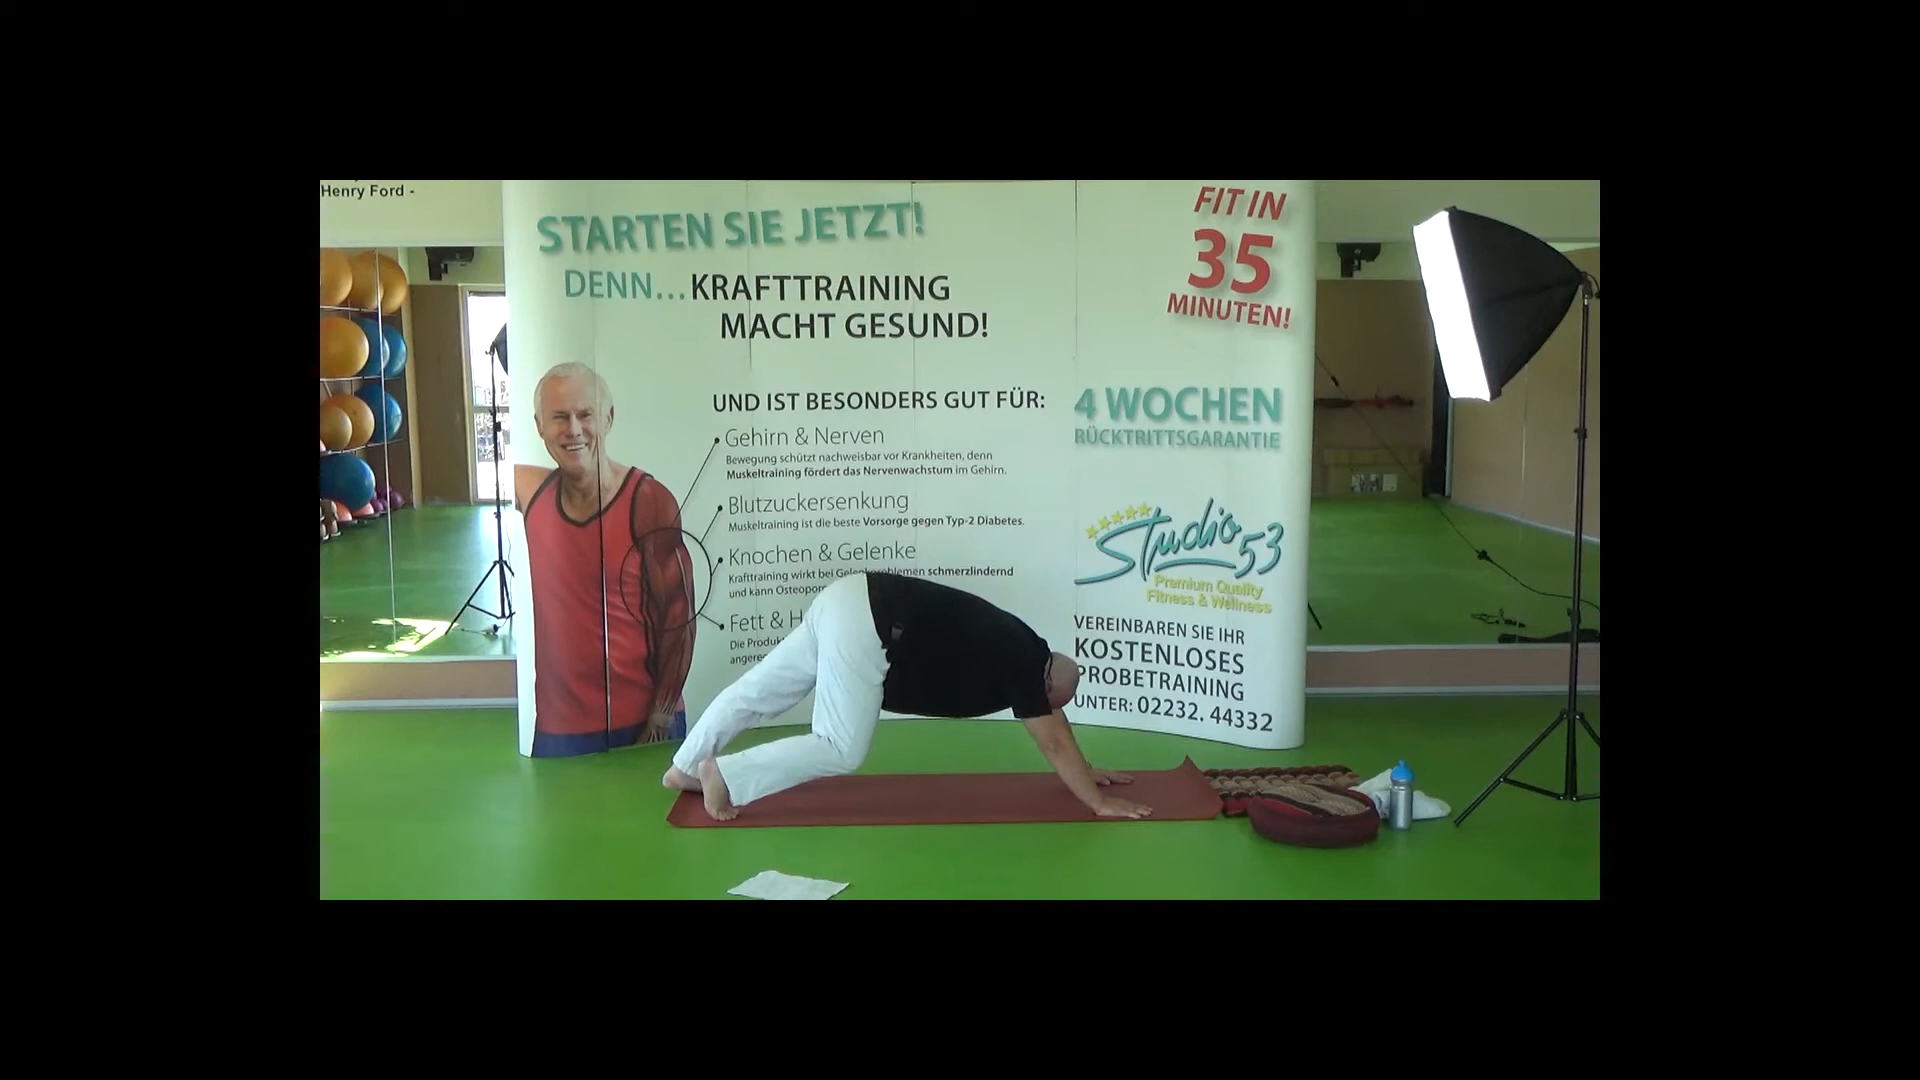 Henry Ford -
STARTEN SIE JETZT!
DENN...KRAFTTRAINING
MACHT GESUND!
UND IST BESONDERS GUT FÜR:
Gehirn & Nerven
Bewegung schützt nachweisbar vor Krankheiten, denn
Muskeltraining fördert das Nervenwachstum im Gehirn.
Blutzuckersenkung
Muskeltraining ist die beste Vorsorge gegen Typ-2 Diabetes.
Knochen & Gelenke
Krafttraining wirkt bei Gelenkproblemen schmerzlindernd
und kann
Fett &
Die
FIT IN
35
MINUTEN!
4 WOCHEN
RÜCKTRITTSGARANTIE
Studio 53
Premium Quality
Fitness & Wellness
VEREINBAREN SIE IHR
KOSTENLOSES
PROBETRAINING
UNTER: 02232. 44332